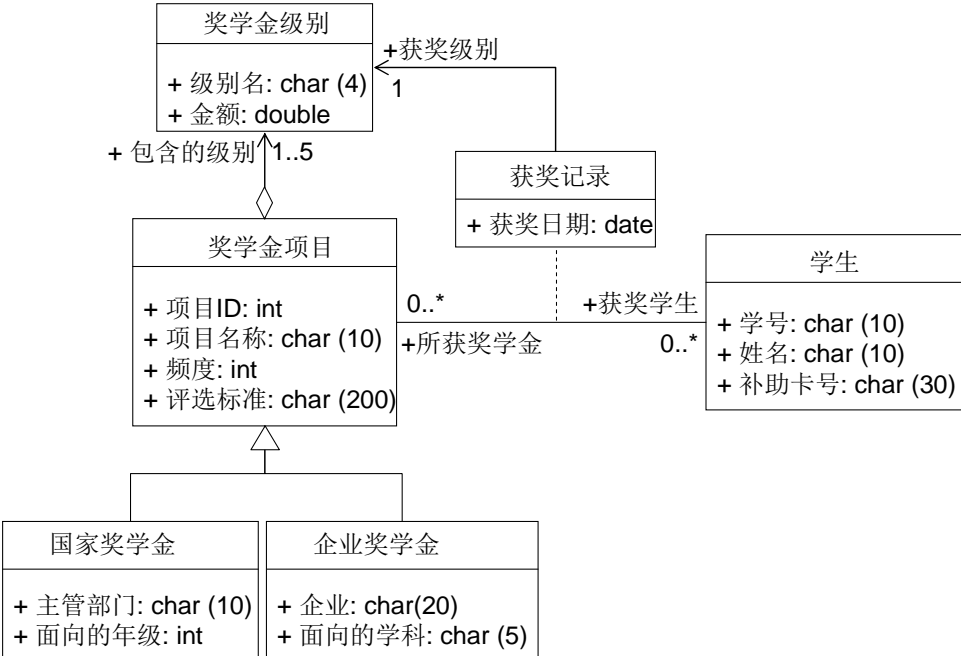 奖学金级别
+ 级别名: char (4)
+ 金额: double
+获奖级别
1
+ 包含的级别
1..5
获奖记录
+ 获奖日期: date
奖学金项目
+ 项目ID: int
+ 项目名称: char (10)
+ 频度: int
+ 评选标准: char (200)
0..*
+所获奖学金
+获奖学生
0..*
学生
+ 学号: char (10)
+ 姓名: char (10)
+ 补助卡号: char (30)
国家奖学金
+ 主管部门: char (10)
+ 面向的年级: int
企业奖学金
+ 企业: char(20)
+ 面向的学科: char (5)